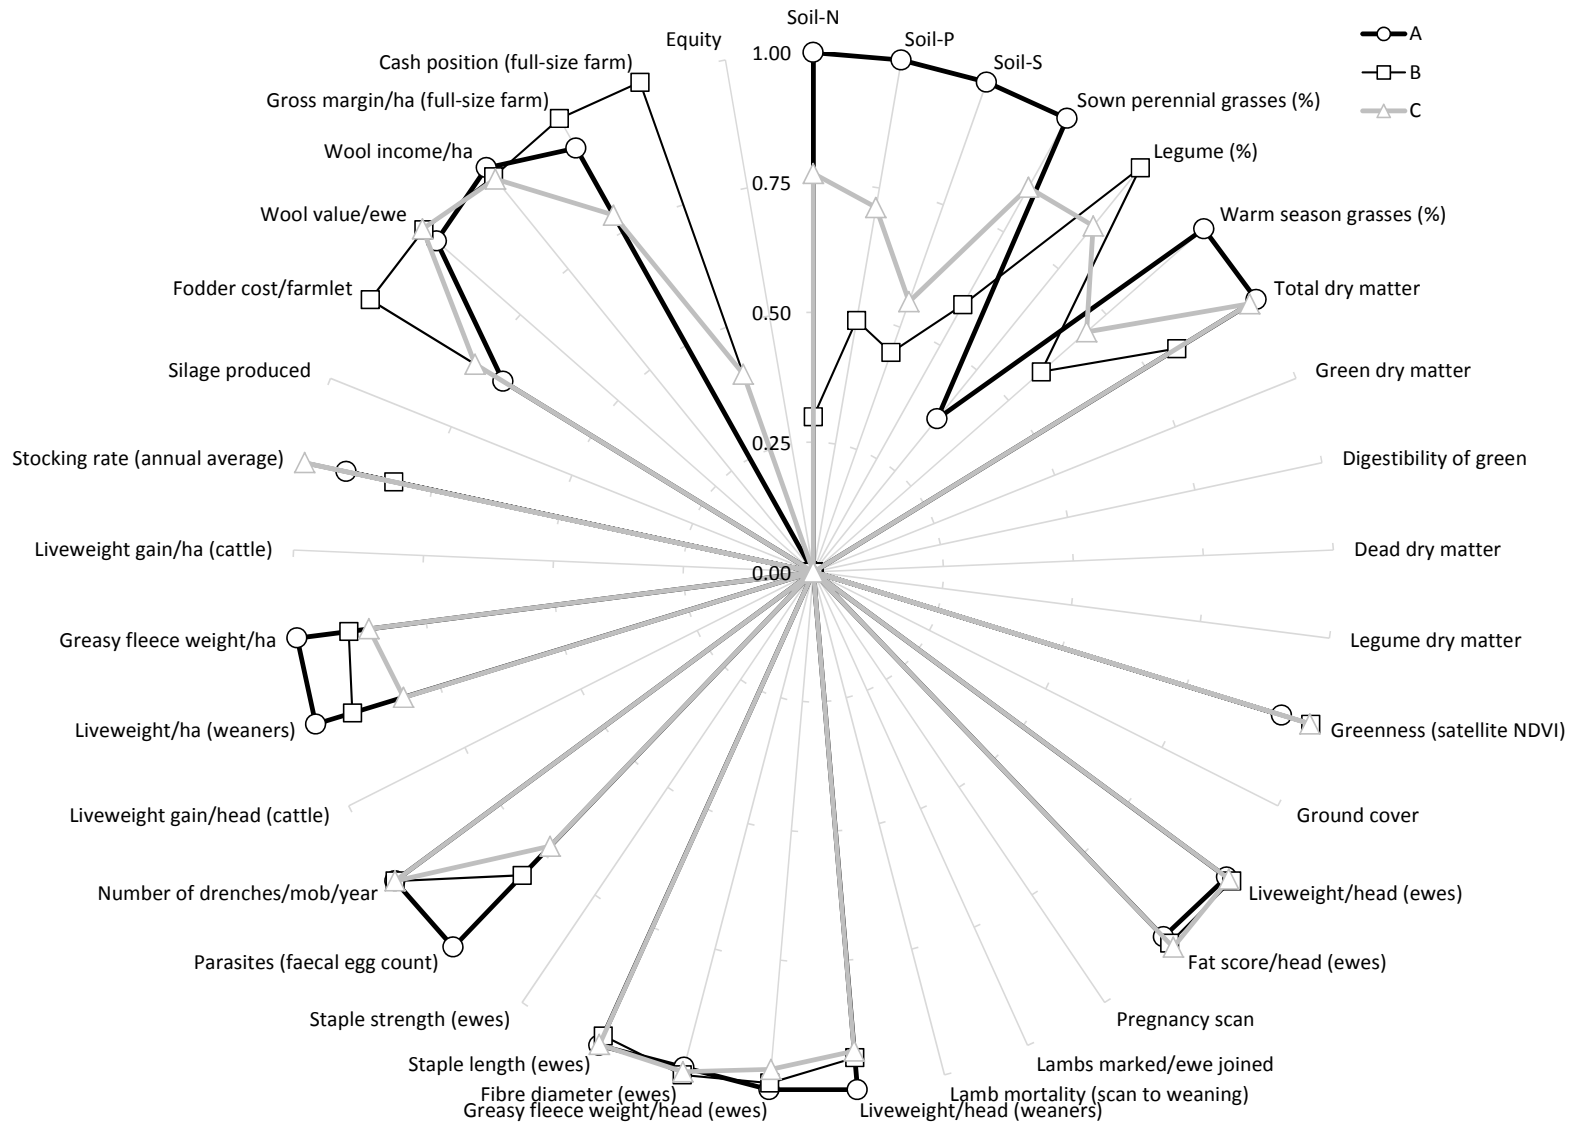 Soil-N
Soil-P
Soil-S
Sown perennial grasses (%)
Legume (%)
Warm season grasses (%)
Total dry matter
Green dry matter
Digestibility of green
Dead dry matter
Legume dry matter
Greenness (satellite NDVI)
Ground cover
Liveweight/head (ewes)
Fat score/head (ewes)
Pregnancy scan
Lambs marked/ewe joined
Lamb mortality (scan to weaning)
Liveweight/head (weaners)
Greasy fleece weight/head (ewes)
Fibre diameter (ewes)
Staple length (ewes)
Staple strength (ewes)
Parasites (faecal egg count)
Number of drenches/mob/year
Liveweight gain/head (cattle)
Liveweight/ha (weaners)
Greasy fleece weight/ha
Liveweight gain/ha (cattle)
Stocking rate (annual average)
Silage produced
Fodder cost/farmlet
Wool value/ewe
Wool income/ha
Gross margin/ha (full-size farm)
Cash position (full-size farm)
Equity
1.00
0.75
0.50
0.25
0.00
A
B
C